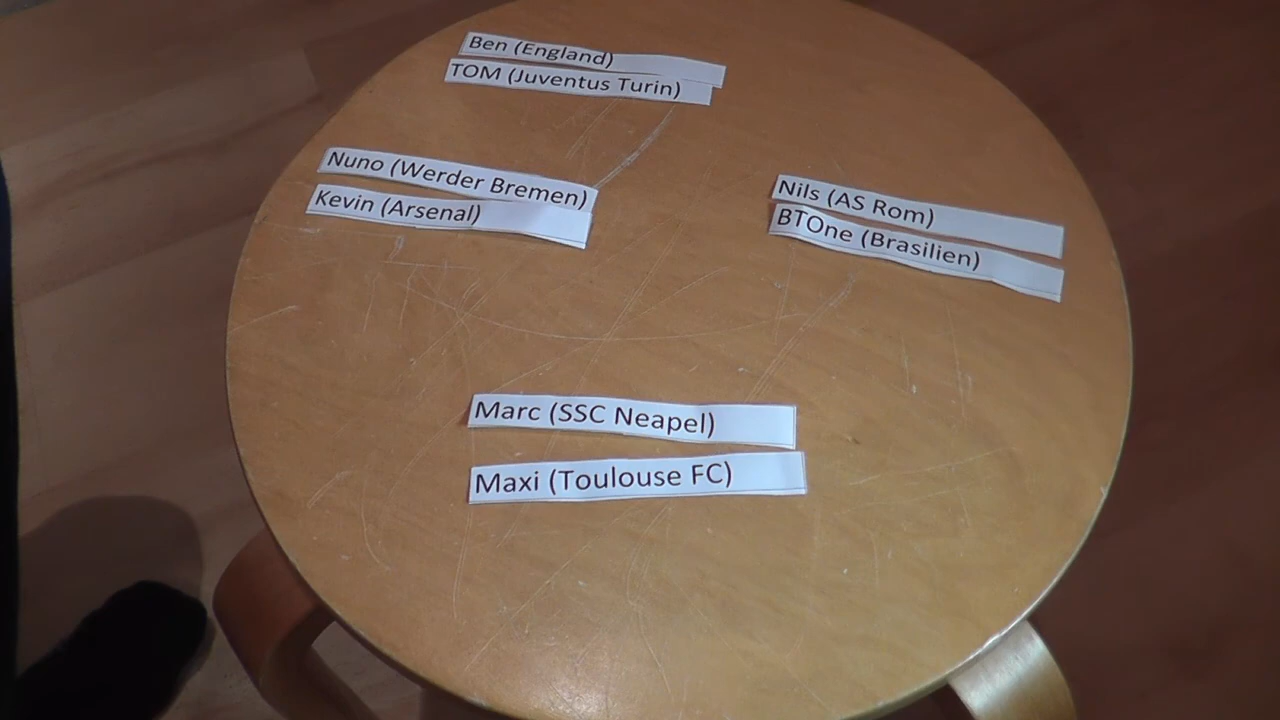 Ben (England)
TOM (Juventus Turin)
Nuno (Werder Bremen)
Kevin (Arsenal)
Nils (AS Rom)
BTOne (Brasilien)
Marc (SSC Neapel)
Maxi (Toulouse FC)